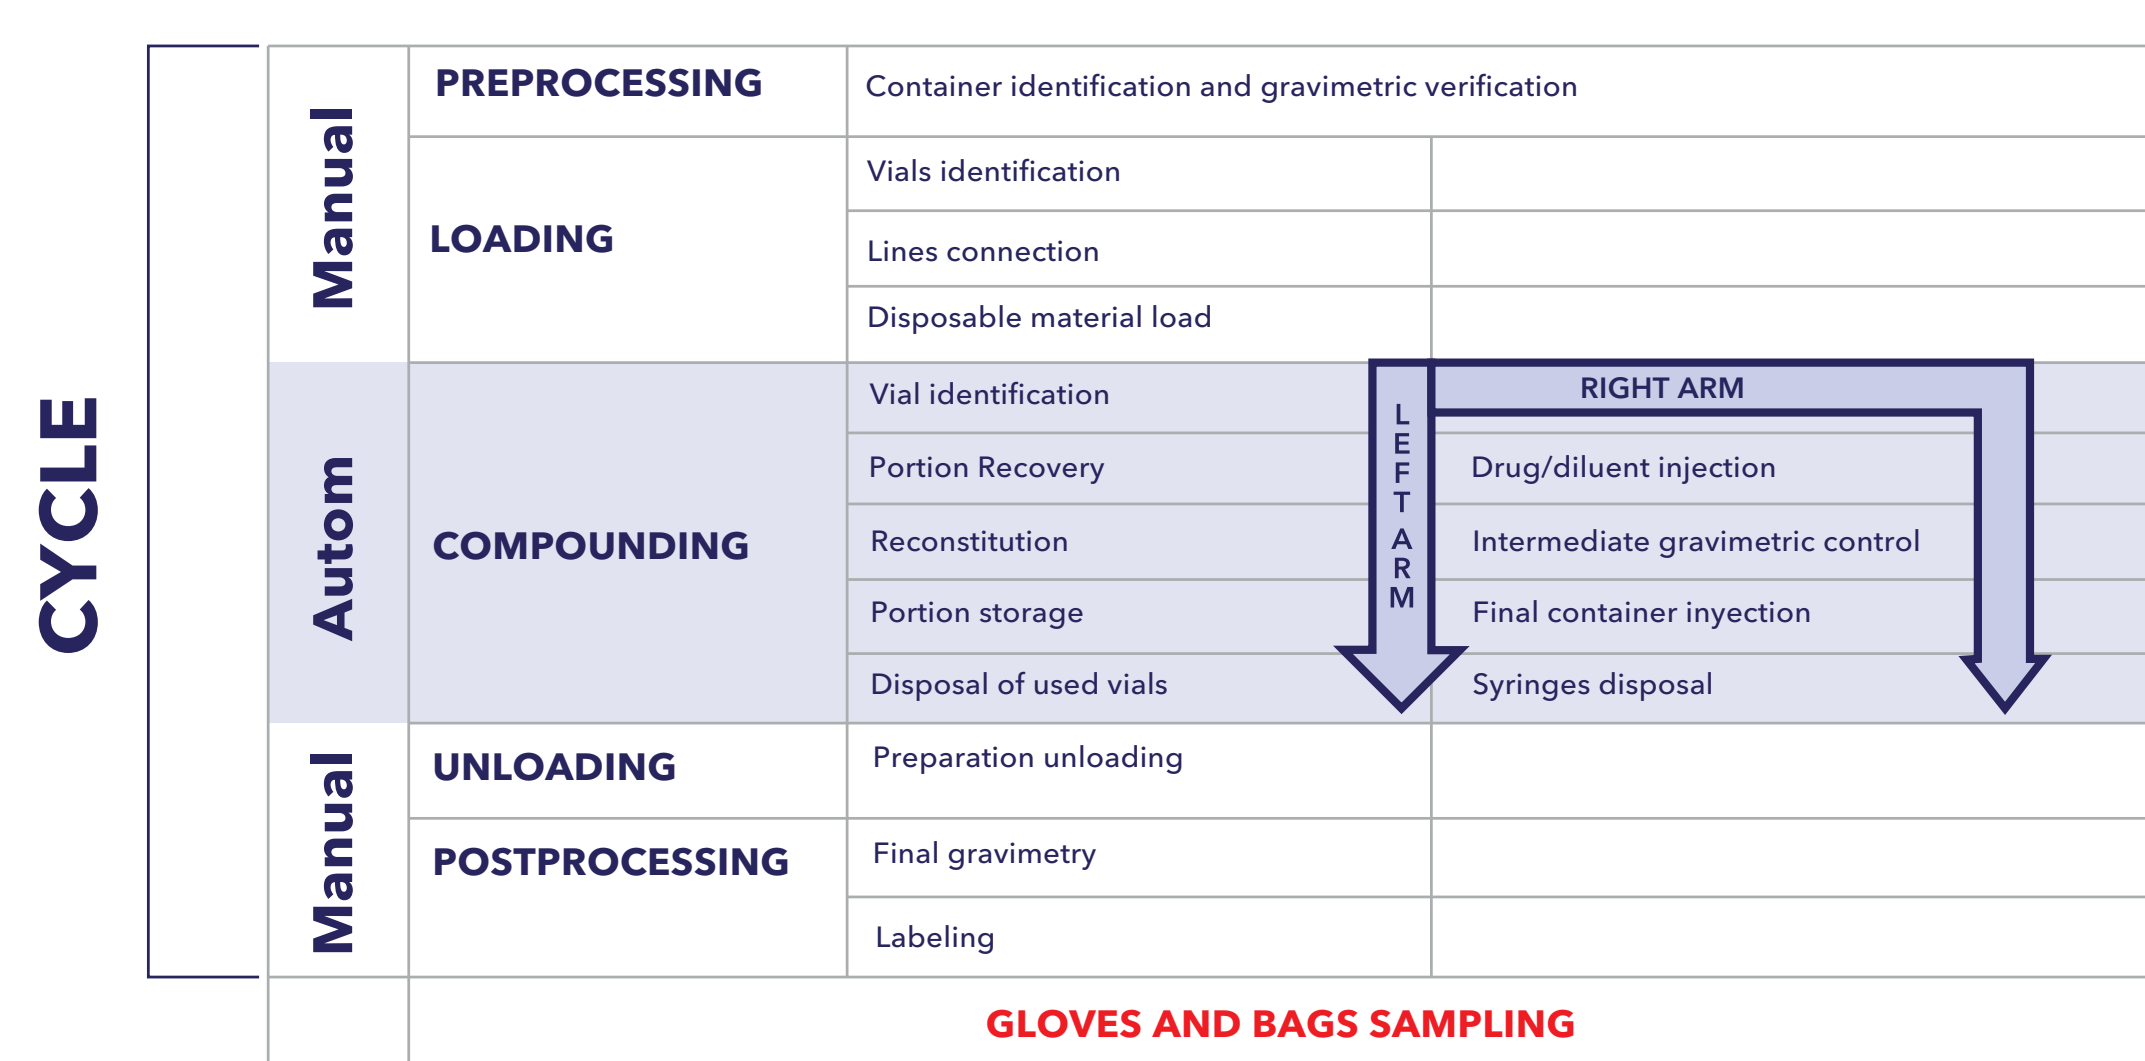 CYCLE
Manual
PREPROCESSING
Container identification and gravimetric verification
LOADING
Vials identification
Lines connection
Disposable material load
Autom
COMPOUNDING
Vial identification
Portion Recovery
Reconstitution
Portion storage
Disposal of used vials
LEFT ARM
RIGHT ARM
Drug/diluent injection
Intermediate gravimetric control
Final container inyection
Syringes disposal
Manual
UNLOADING
Preparation unloading
POSTPROCESSING
Final gravimetry
Labeling
GLOVES AND BAGS SAMPLING